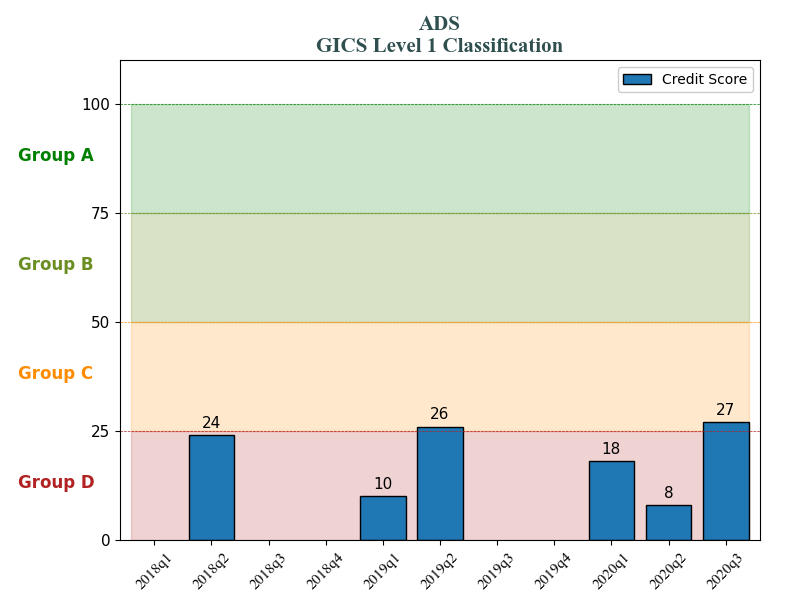 ADS
GICS Level 1 Classification
Credit Score
100
Group A
75
Group B
50
Group C
25
Group D
0
24
10
26
18
8
27
2018q1
2018q2
2018q3
2018q4
2019q1
2019q2
2019q3
2019q4
2020q1
2020q2
2020q3